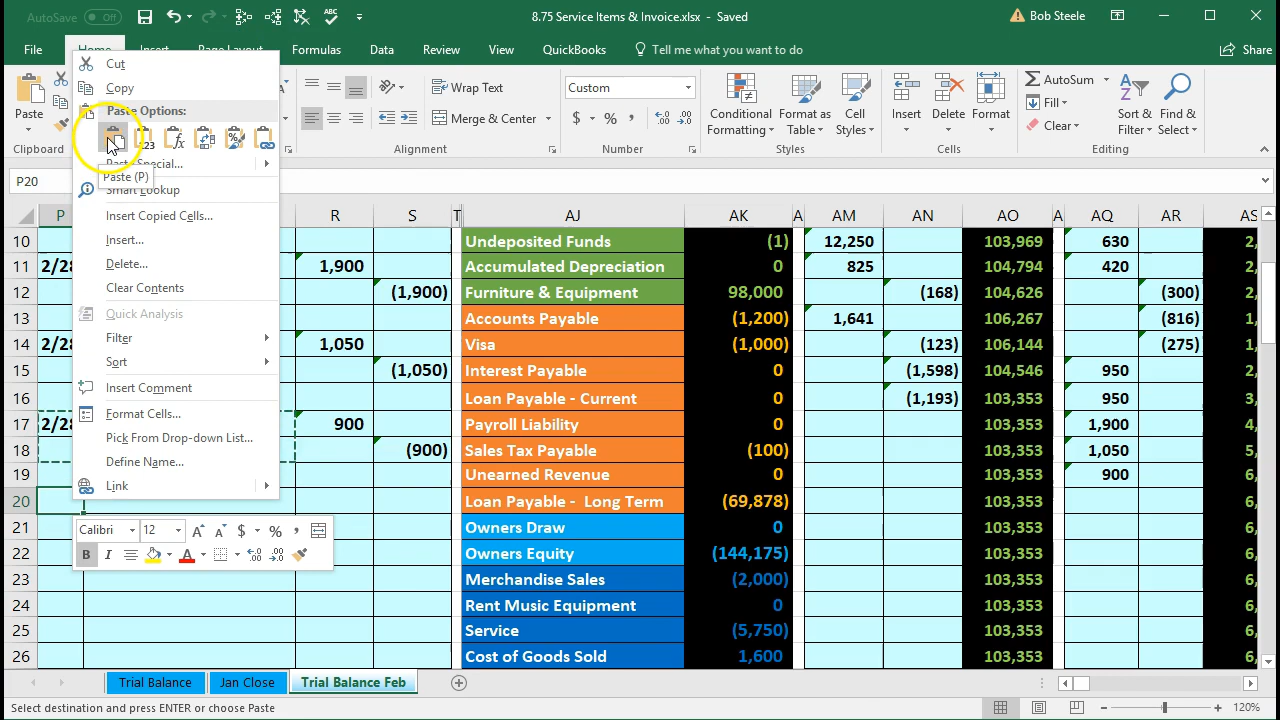 AutoSave Off 8.75 Service Items & Invoice.xlsx - Saved Bob Steele
File Home Insert Page Layout Formulas Data Review View QuickBooks Tell me what you want to do Share
Paste Wrap Text Custom Conditional Format as Cell Insert Delete Format AutoSum Sort & Find &
Merge & Center $ % Formatting Table Styles Fill Filter Select
Clear
Clipboard Alignment Number Styles Cells Editing
P20
Cut
Copy
Paste Options:
Paste (P)
Paste Special...
Smart Lookup
Insert Copied Cells...
Insert...
Delete...
Clear Contents
Quick Analysis
Filter
Sort
Insert Comment
Format Cells...
Pick From Drop-down List...
Define Name...
Link
Calibri 12 $ % ,
B I A
P R S T AJ AK A AM AN AO A AQ AR AS
10 Undeposited Funds (1) 12,250 103,969 630 2,
11 2/28 1,900 Accumulated Depreciation 0 825 104,794 420 2,
12 (1,900) Furniture & Equipment 98,000 (168) 104,626 (300) 2,
13 Accounts Payable (1,200) 1,641 106,267 (816) 1,
14 2/28 1,050 Visa (1,000) (123) 106,144 (275) 1,
15 (1,050) Interest Payable 0 (1,598) 104,546 950 2,
16 Loan Payable - Current 0 (1,193) 103,353 950 3,
17 2/28 900 Payroll Liability 0 103,353 1,900 4,
18 (900) Sales Tax Payable (100) 103,353 1,050 5,
19 Unearned Revenue 0 103,353 900 6,
20 Loan Payable - Long Term (69,878) 103,353 6,
21 Owners Draw 0 103,353 6,
22 Owners Equity (144,175) 103,353 6,
23 Merchandise Sales (2,000) 103,353 6,
24 Rent Music Equipment 0 103,353 6,
25 Service (5,750) 103,353 6,
26 Cost of Goods Sold 1,600 103,353 6,
Trial Balance Jan Close Trial Balance Feb
Select destination and press ENTER or choose Paste 120%